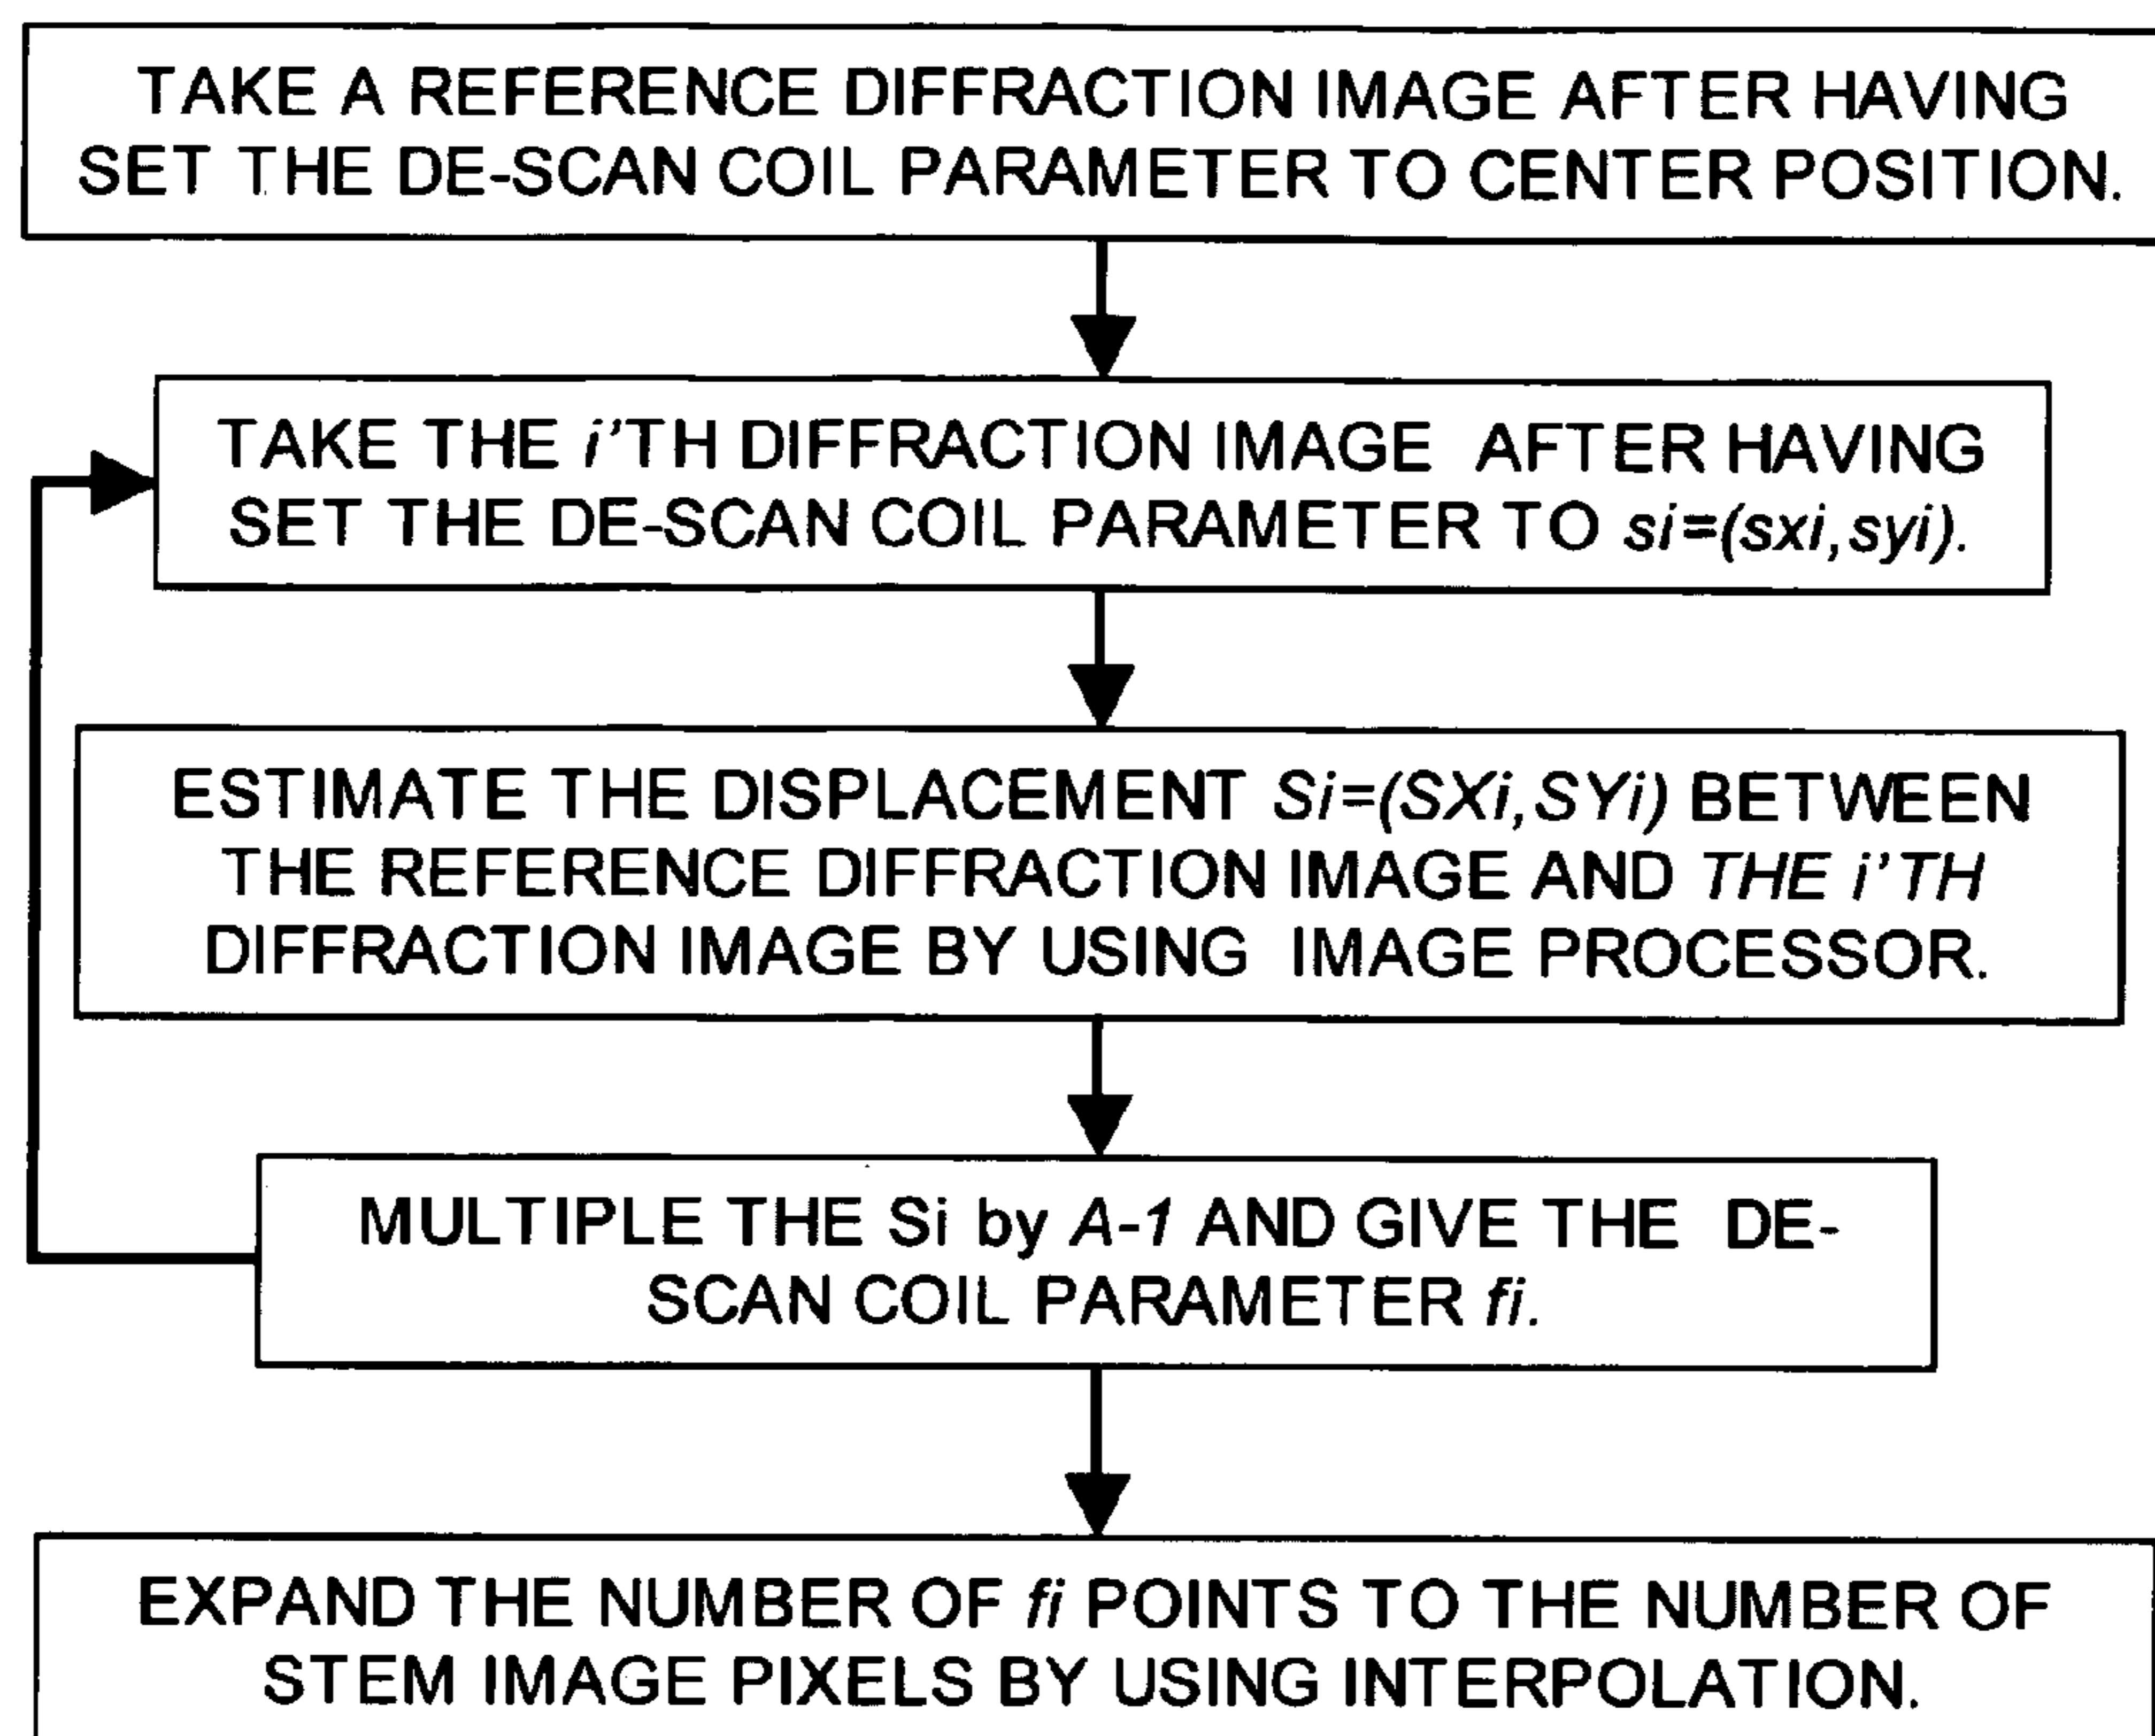 TAKE A REFERENCE DIFFRACTION IMAGE AFTER HAVING
SET THE DE-SCAN COIL PARAMETER TO CENTER POSITION.
TAKE THE i'TH DIFFRACTION IMAGE AFTER HAVING
SET THE DE-SCAN COIL PARAMETER TO si=(sxi,syi).
ESTIMATE THE DISPLACEMENT Si=(SXi,SYi) BETWEEN
THE REFERENCE DIFFRACTION IMAGE AND THE i'TH
DIFFRACTION IMAGE BY USING IMAGE PROCESSOR.
MULTIPLE THE Si by A-1 AND GIVE THE DE-
SCAN COIL PARAMETER fi.
EXPAND THE NUMBER OF fi POINTS TO THE NUMBER OF
STEM IMAGE PIXELS BY USING INTERPOLATION.